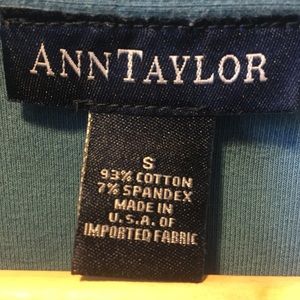 ANNTAYLOR
S
93% COTTON
7% SPANDEX
MADE IN
U.S.A. OF
IMPORTED FABRIC